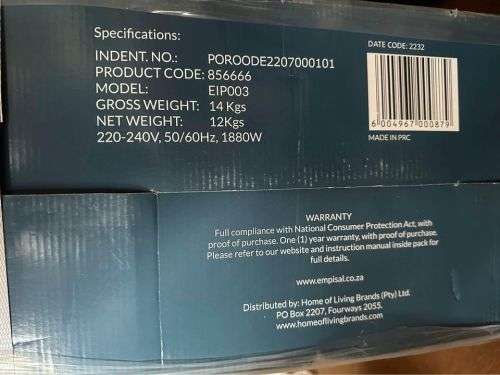 Specifications:
INDENT. NO.: POROODE2207000101
PRODUCT CODE: 856666
MODEL: EIP003
GROSS WEIGHT: 14 Kgs
NET WEIGHT: 12Kgs
220-240V, 50/60Hz, 1880W
DATE CODE: 2232
6 004967 000879
MADE IN PRC
WARRANTY
Full compliance with National Consumer Protection Act, with
proof of purchase. One (1) year warranty, with proof of purchase.
Please refer to our website and instruction manual inside pack for
full details.
www.empisal.co.za
Distributed by: Home of Living Brands (Pty) Ltd.
PO Box 2207, Fourways 2055.
www.homeoflivingbrands.com